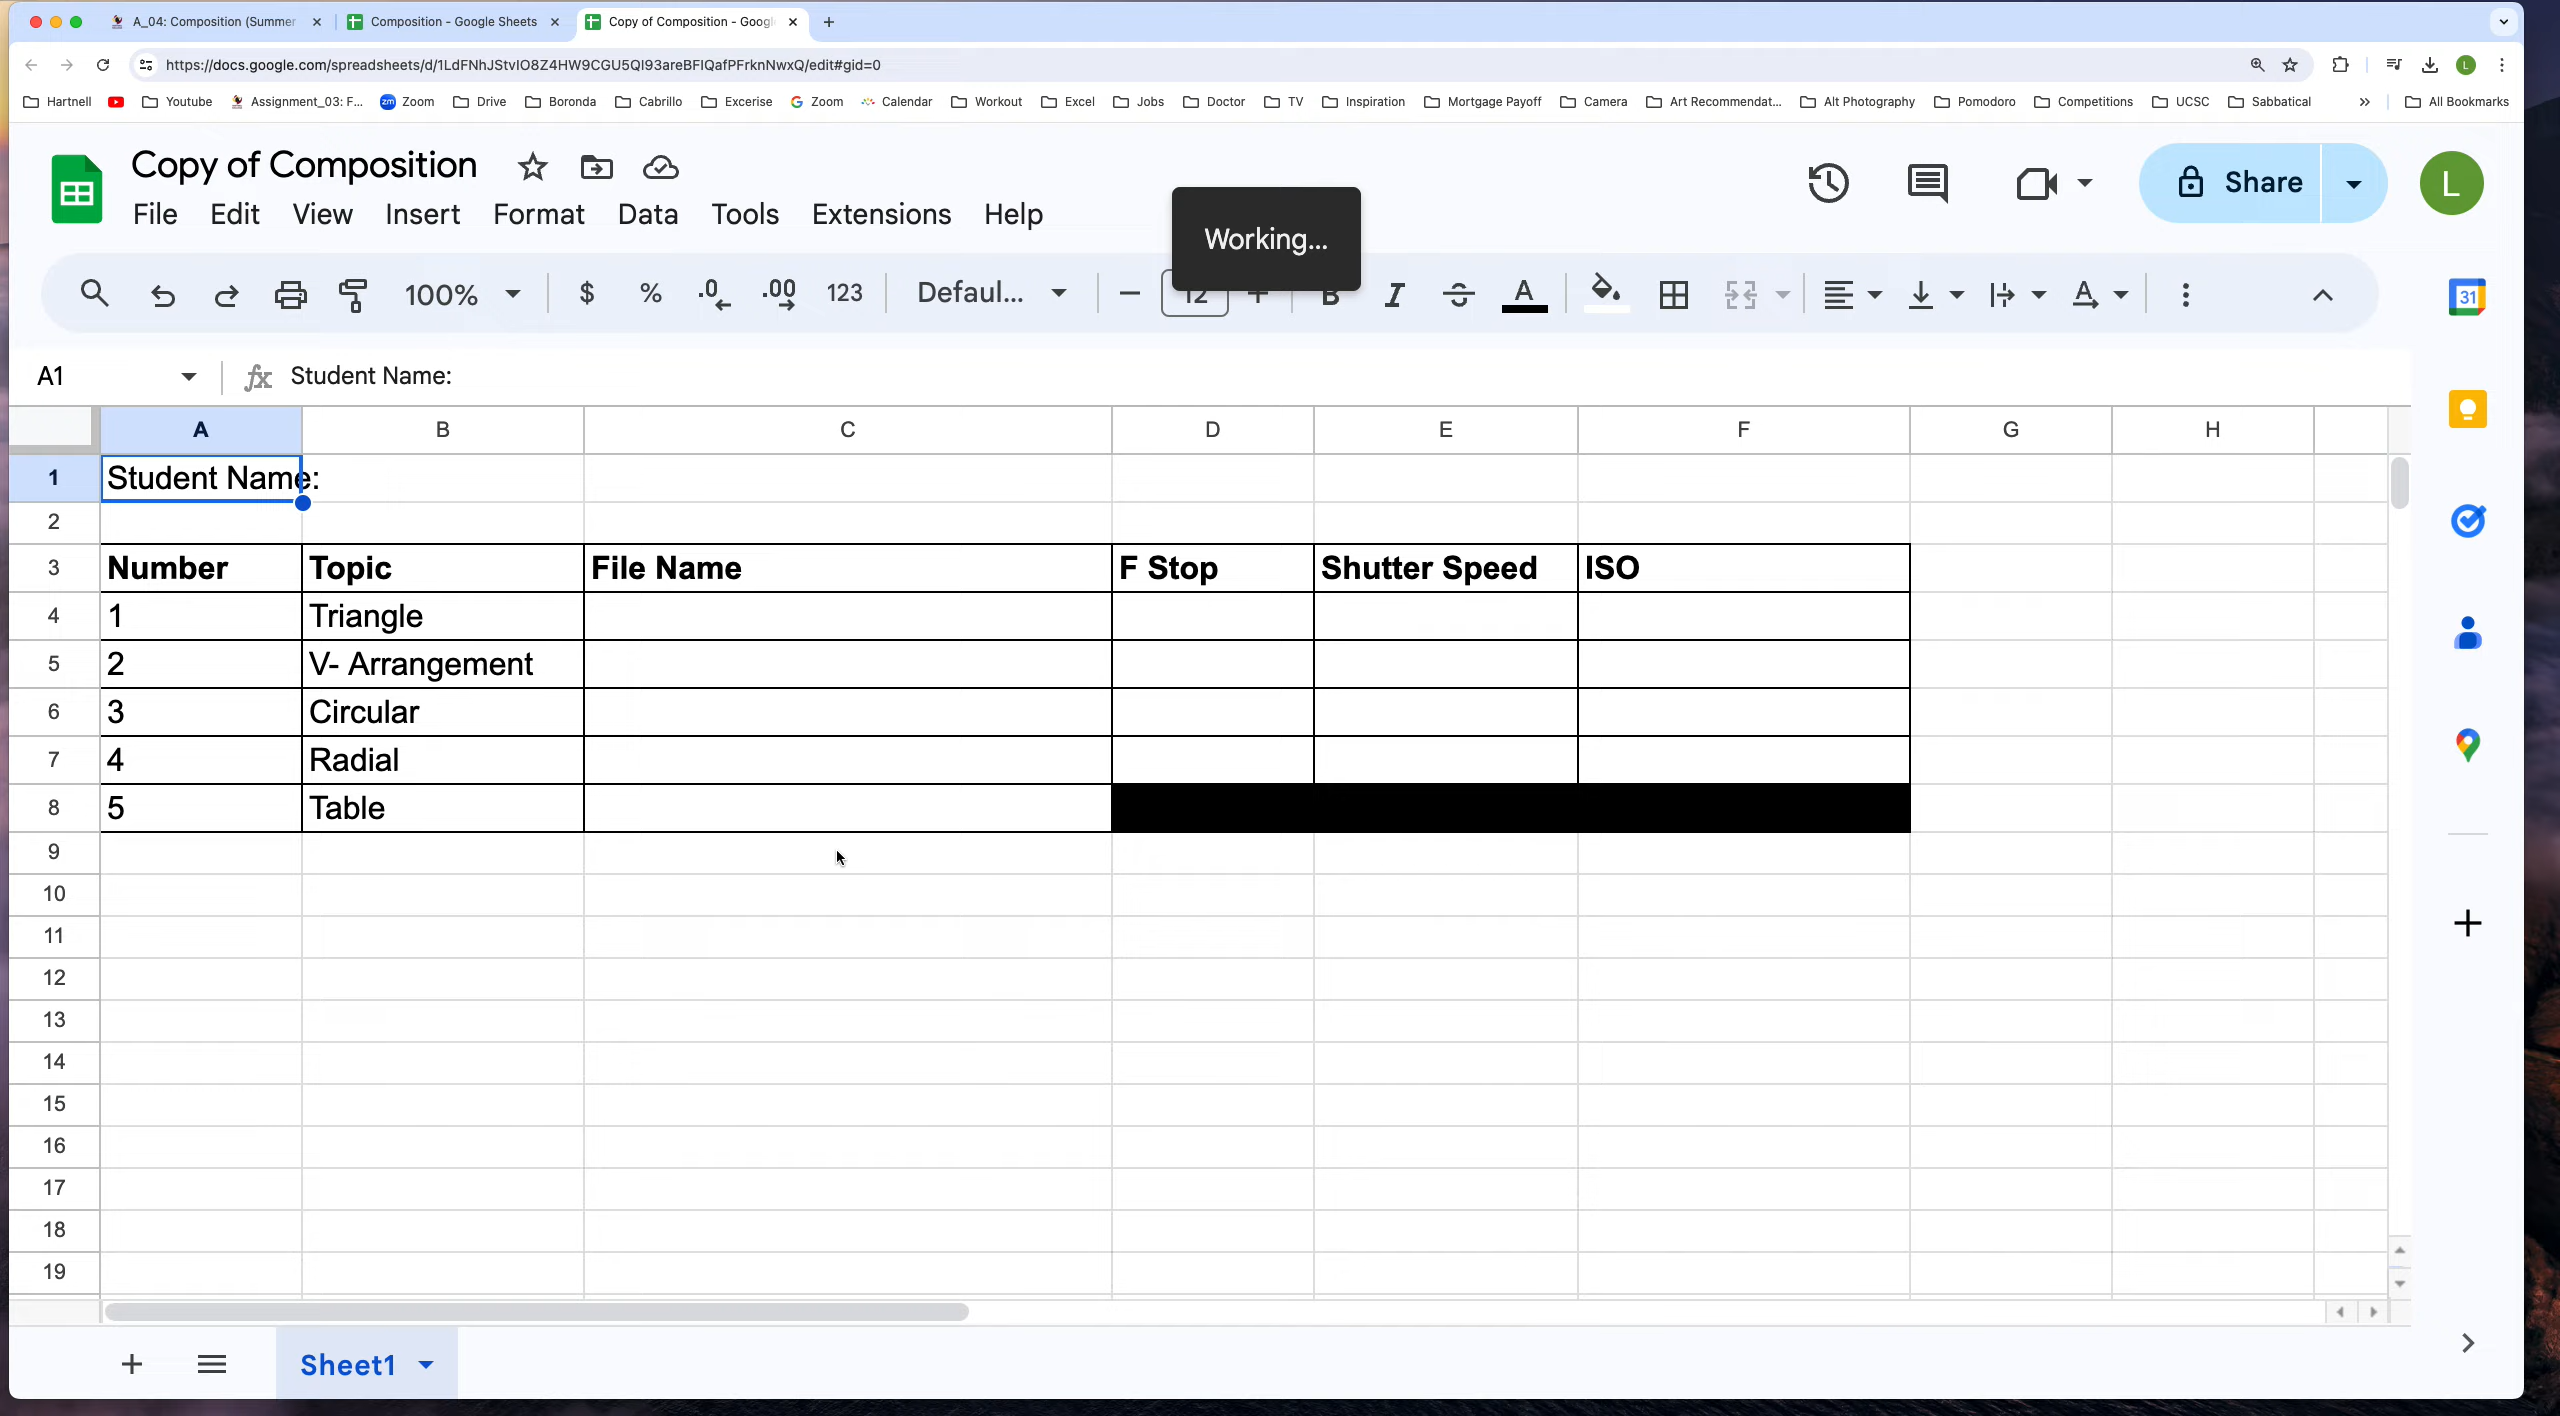 A_04: Composition (Summer
Composition - Google Sheets
Copy of Composition - Googl
https://docs.google.com/spreadsheets/d/1LdFNhJStvIO8Z4HW9CGU5QI93areBFIQafPFrknNwxQ/edit#gid=0
Hartnell Youtube Assignment_03: F... zm Zoom Drive Boronda Cabrillo Excerise Zoom Calendar Workout Excel Jobs Doctor TV Inspiration Mortgage Payoff Camera Art Recommendat... Alt Photography Pomodoro Competitions UCSC Sabbatical All Bookmarks
Copy of Composition
Share L
File Edit View Insert Format Data Tools Extensions Help
Working...
100% $ % .0 .00 123 Defaul... 12 B I A A
31
A1 fx Student Name:
A B C D E F G H
1 Student Name:
2
3 Number Topic File Name F Stop Shutter Speed ISO
4 1 Triangle
5 2 V- Arrangement
6 3 Circular
7 4 Radial
8 5 Table
9
10
11
12
13
14
15
16
17
18
19
Sheet1